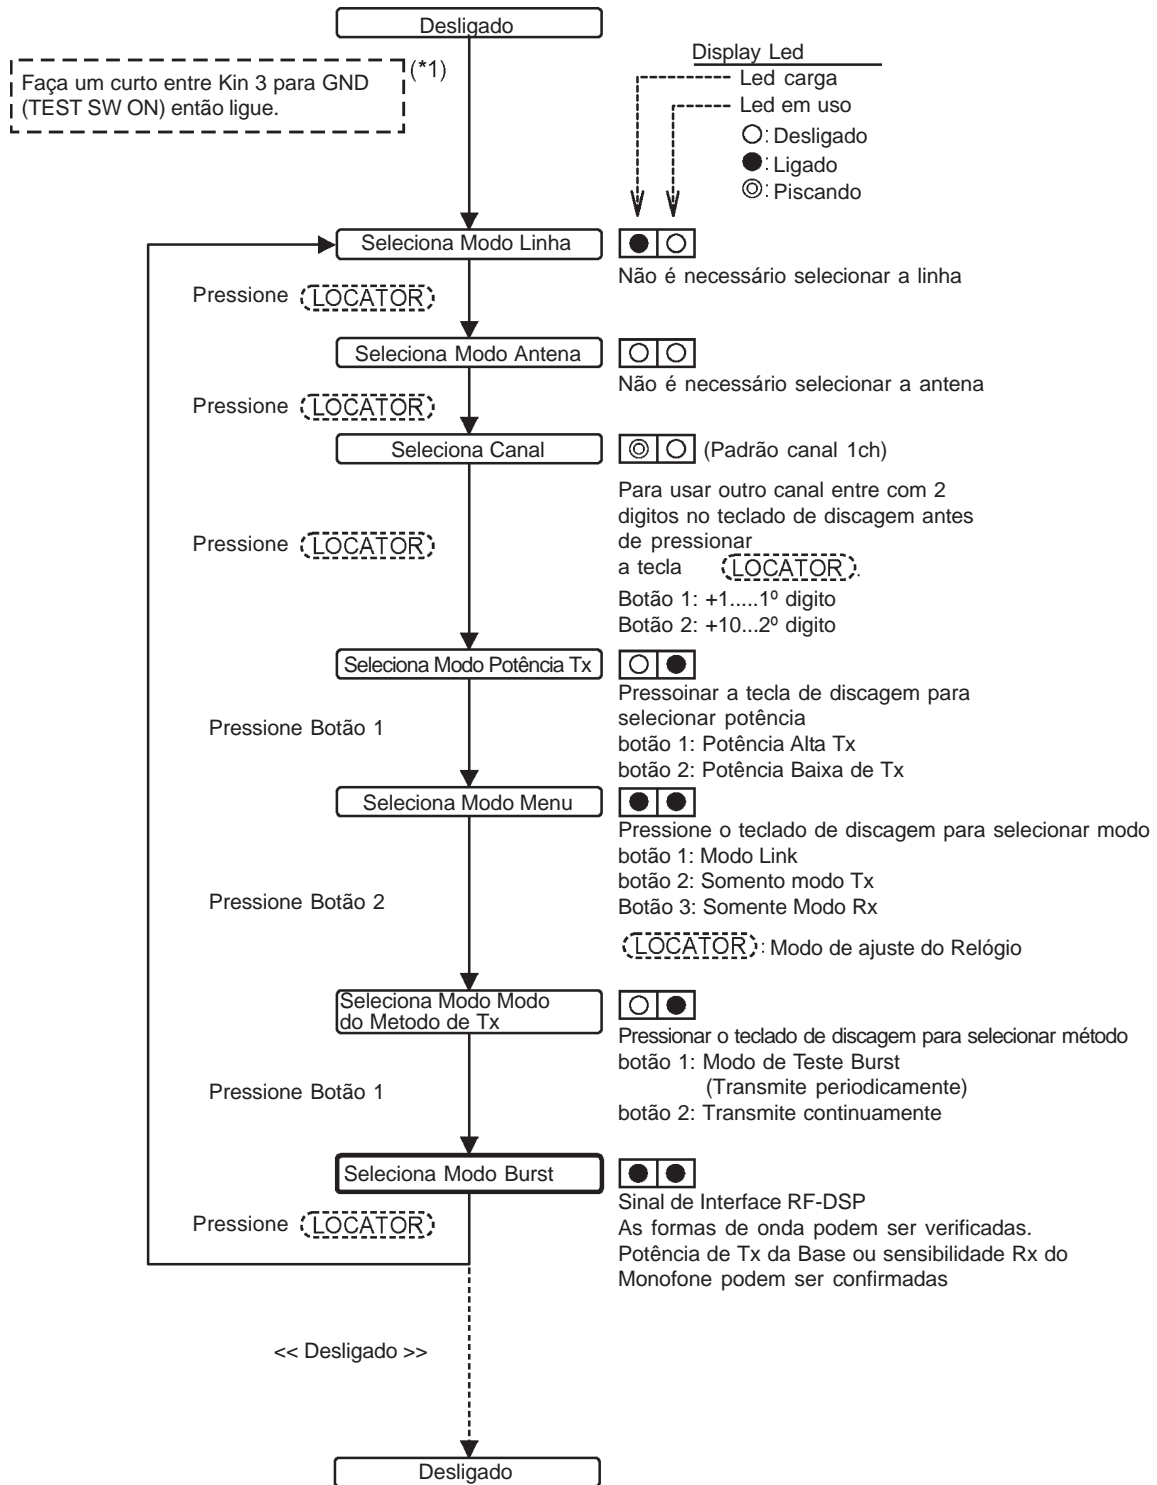 Desligado
Faça um curto entre Kin 3 para GND
(TEST SW ON) então ligue.
(*1)
Display Led
Led carga
Led em uso
: Desligado
: Ligado
: Piscando
Seleciona Modo Linha
Não é necessário selecionar a linha
Pressione (LOCATOR)
Seleciona Modo Antena
Não é necessário selecionar a antena
Pressione (LOCATOR)
Seleciona Canal
(Padrão canal 1ch)
Para usar outro canal entre com 2
digitos no teclado de discagem antes
de pressionar
a tecla (LOCATOR).
Pressione (LOCATOR)
Botão 1: +1.....1º digito
Botão 2: +10...2º digito
Seleciona Modo Potência Tx
Pressoinar a tecla de discagem para
selecionar potência
botão 1: Potência Alta Tx
botão 2: Potência Baixa de Tx
Pressione Botão 1
Seleciona Modo Menu
Pressione o teclado de discagem para selecionar modo
botão 1: Modo Link
botão 2: Somento modo Tx
Botão 3: Somente Modo Rx
(LOCATOR): Modo de ajuste do Relógio
Pressione Botão 2
Seleciona Modo Modo
do Metodo de Tx
Pressionar o teclado de discagem para selecionar método
botão 1: Modo de Teste Burst
(Transmite periodicamente)
botão 2: Transmite continuamente
Pressione Botão 1
Seleciona Modo Burst
Sinal de Interface RF-DSP
As formas de onda podem ser verificadas.
Potência de Tx da Base ou sensibilidade Rx do
Monofone podem ser confirmadas
Pressione (LOCATOR)
<< Desligado >>
Desligado